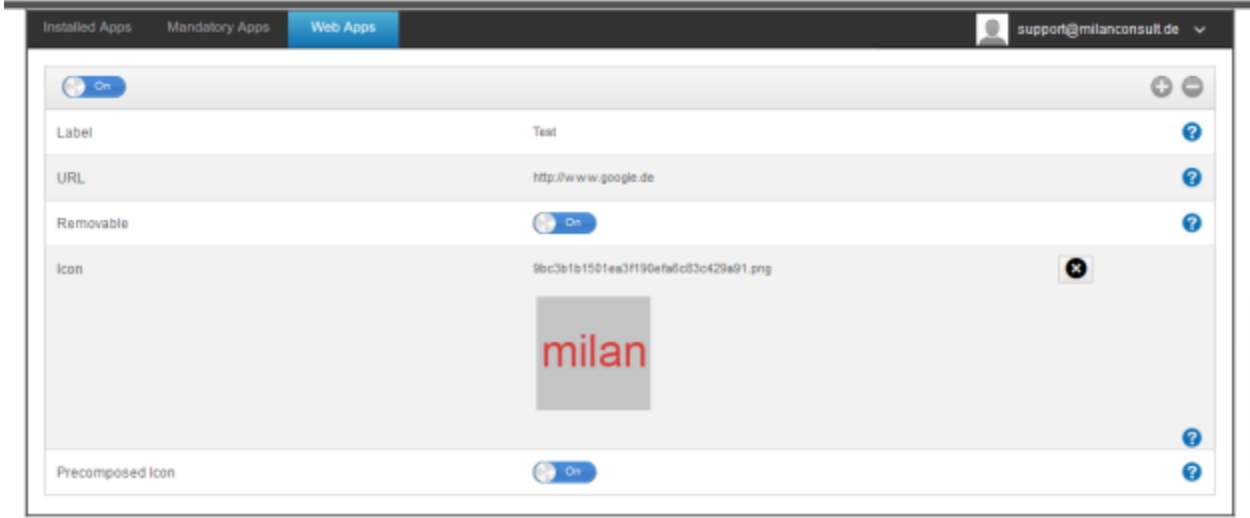 Installed Apps Mandatory Apps Web Apps support@milanconsult.de
On
Label Test
URL http://www.google.de
Removable On
Icon 9bc3b1b1501ea3f190efa6c83c429a91.png
milan
Precomposed Icon On